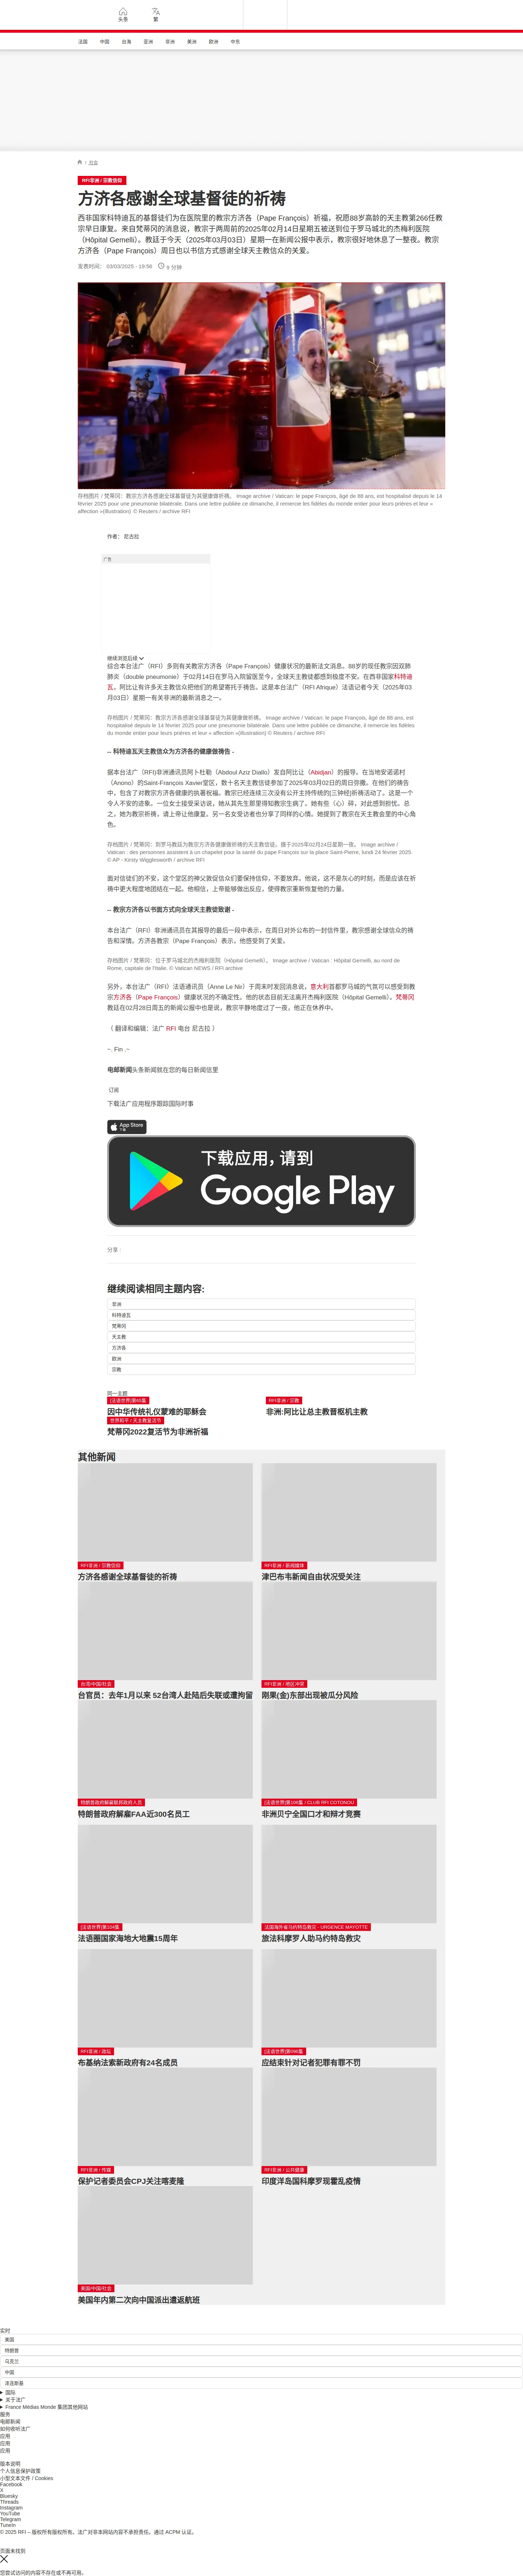 头条
繁
法国
中国
台海
亚洲
非洲
美洲
欧洲
中东
/ 日志
RFI非洲 / 宗教信仰
方济各感谢全球基督徒的祈祷
西非国家科特迪瓦的基督徒们为在医院里的教宗方济各（Pape François）祈福，祝愿88岁高龄的天主教第266任教
宗早日康复。来自梵蒂冈的消息说，教宗于两周前的2025年02月14日星期五被送到位于罗马城北的杰梅利医院
（Hôpital Gemelli）。教廷于今天（2025年03月03日）星期一在新闻公报中表示，教宗很好地休息了一整夜。教宗
方济各（Pape François）周日也以书信方式感谢全球天主教信众的关爱。
发表时间： 03/03/2025 - 19:56
9 分钟
存档图片 / 梵蒂冈：教宗方济各感谢全球基督徒为其健康做祈祷。 Image archive / Vatican; le pape François, âgé de 88 ans, est hospitalisé depuis le 14
février 2025 pour une pneumonie bilatérale. Dans une lettre publiée ce dimanche, il remercie les fidèles du monde entier pour leurs prières et leur «
affection »(illustration) © Reuters / archive RFI
作者： 尼古拉
广告
继续浏览后续
综合本台法广（RFI）多则有关教宗方济各（Pape François）健康状况的最新法文消息。88岁的现任教宗因双肺
肺炎（double pneumonie）于02月14日在罗马入院留医至今，全球天主教徒都感到极度不安。在西非国家科特迪
瓦，阿比让有许多天主教信众把他们的希望寄托于祷告。这是本台法广（RFI Afrique）法语记者今天（2025年03
月03日）星期一有关非洲的最新消息之一。
存档图片 / 梵蒂冈：教宗方济各感谢全球基督徒为其健康做祈祷。 Image archive / Vatican: le pape François, âgé de 88 ans, est
hospitalisé depuis le 14 février 2025 pour une pneumonie bilatérale. Dans une lettre publiée ce dimanche, il remercie les fidèles
du monde entier pour leurs prières et leur « affection »(illustration) © Reuters / archive RFI
-- 科特迪瓦天主教信众为方济各的健康做祷告 -
据本台法广（RFI)非洲通讯员阿卜杜勒（Abdoul Aziz Diallo）发自阿比让（Abidjan）的报导。在当地安诺诺村
（Anono）的Saint-François Xavier堂区，数十名天主教信徒参加了2025年03月02日的周日弥撒。在他们的祷告
中，包含了对教宗方济各健康的执著祝福。教宗已经连续三次没有公开主持传统的[三钟经]祈祷活动了。这是一个
令人不安的迹象。一位女士接受采访说，她从其先生那里得知教宗生病了。她有些（心）碎，对此感到担忧。总
之，她为教宗祈祷，请上帝让他康复。另一名女受访者也分享了同样的心情。她提到了教宗在天主教会里的中心角
色。
存档图片 / 梵蒂冈：到罗马教廷为教宗方济各健康做祈祷的天主教信徒。摄于2025年02月24日星期一夜。 Image archive /
Vatican : des personnes assistent à un chapelet pour la santé du pape François sur la place Saint-Pierre, lundi 24 février 2025.
© AP - Kirsty Wigglesworth / archive RFI
面对信徒们的不安，这个堂区的神父敦促信众们要保持信仰，不要放弃。他说，这不是灰心的时刻，而是应该在祈
祷中更大程度地团结在一起。他相信，上帝能够做出反应，使得教宗重新恢复他的力量。
-- 教宗方济各以书面方式向全球天主教徒致谢 -
本台法广（RFI）非洲通讯员在其报导的最后一段中表示，在周日对外公布的一封信件里，教宗感谢全球信众的祷
告和深情。方济各教宗（Pape François）表示，他感受到了关爱。
存档图片 / 梵蒂冈：位于罗马城北的杰梅利医院（Hôpital Gemelli）。 Image archive / Vatican : Hôpital Gemelli, au nord de
Rome, capitale de l'Italie. © Vatican NEWS / RFI archive
另外，本台法广（RFI）法语通讯员（Anne Le Nir）于周末时发回消息说，意大利首都罗马城的气氛可以感受到教
宗方济各（Pape François）健康状况的不确定性。他的状态目前无法离开杰梅利医院（Hôpital Gemelli）。梵蒂冈
教廷在02月28日周五的新闻公报中也是说，教宗平静地度过了一夜，他正在休养中。
（ 翻译和编辑：法广 RFI 电台 尼古拉 ）
~. Fin .~
电邮新闻头条新闻就在您的每日新闻信里
订阅
下载法广应用程序跟踪国际时事
App Store
下载
下载应用，请到
Google Play
分享 :
继续阅读相同主题内容:
非洲
科特迪瓦
梵蒂冈
天主教
方济各
欧洲
宗教
同一主题
[法语世界]第65集
因中华传统礼仪蒙难的耶稣会
RFI非洲 / 宗教
非洲:阿比让总主教晋枢机主教
世界和平 / 天主教复活节
梵蒂冈2022复活节为非洲祈福
其他新闻
RFI非洲 / 宗教信仰
方济各感谢全球基督徒的祈祷
RFI非洲 / 新闻媒体
津巴布韦新闻自由状况受关注
台湾/中国/社会
台官员：去年1月以来 52台湾人赴陆后失联或遭拘留
RFI非洲 / 地区冲突
刚果(金)东部出现被瓜分风险
特朗普政府解雇联邦政府人员
特朗普政府解雇FAA近300名员工
[法语世界]第106集 / CLUB RFI COTONOU
非洲贝宁全国口才和辩才竞赛
[法语世界]第104集
法语圈国家海地大地震15周年
法国海外省马约特岛救灾 - URGENCE MAYOTTE
旅法科摩罗人助马约特岛救灾
RFI非洲 / 政坛
布基纳法索新政府有24名成员
[法语世界]第096集
应结束针对记者犯罪有罪不罚
RFI非洲 / 传媒
保护记者委员会CPJ关注喀麦隆
RFI非洲 / 公共健康
印度洋岛国科摩罗现霍乱疫情
美国/中国/社会
美国年内第二次向中国派出遣返航班
实时
美国
特朗普
乌克兰
中国
泽连斯基
国际
关于法广
France Médias Monde 集团其他网站
服务
电邮新闻
如何收听法广
应用
应用
应用
版本说明
个人信息保护政策
小型文本文件 / Cookies
Facebook
X
Bluesky
Threads
Instagram
YouTube
Telegram
TuneIn
© 2025 RFI – 版权所有版权所有。法广对非本网站内容不承担责任。通过 ACPM 认证。
页面未找到
您尝试访问的内容不存在或不再可用。